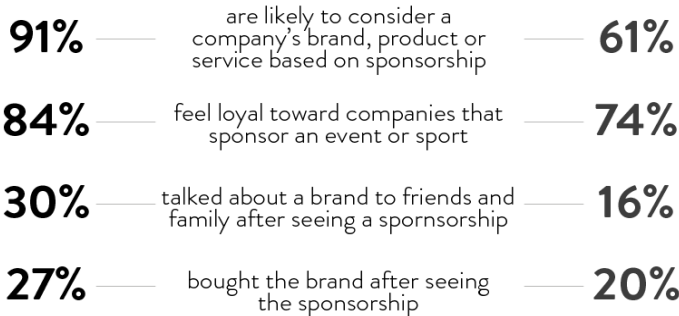 91%
are likely to consider a
company's brand, product or
service based on sponsorship
61%
84%
feel loyal toward companies that
sponsor an event or sport
74%
30%
talked about a brand to friends and
family after seeing a spornsorship
16%
27%
bought the brand after seeing
the sponsorship
20%